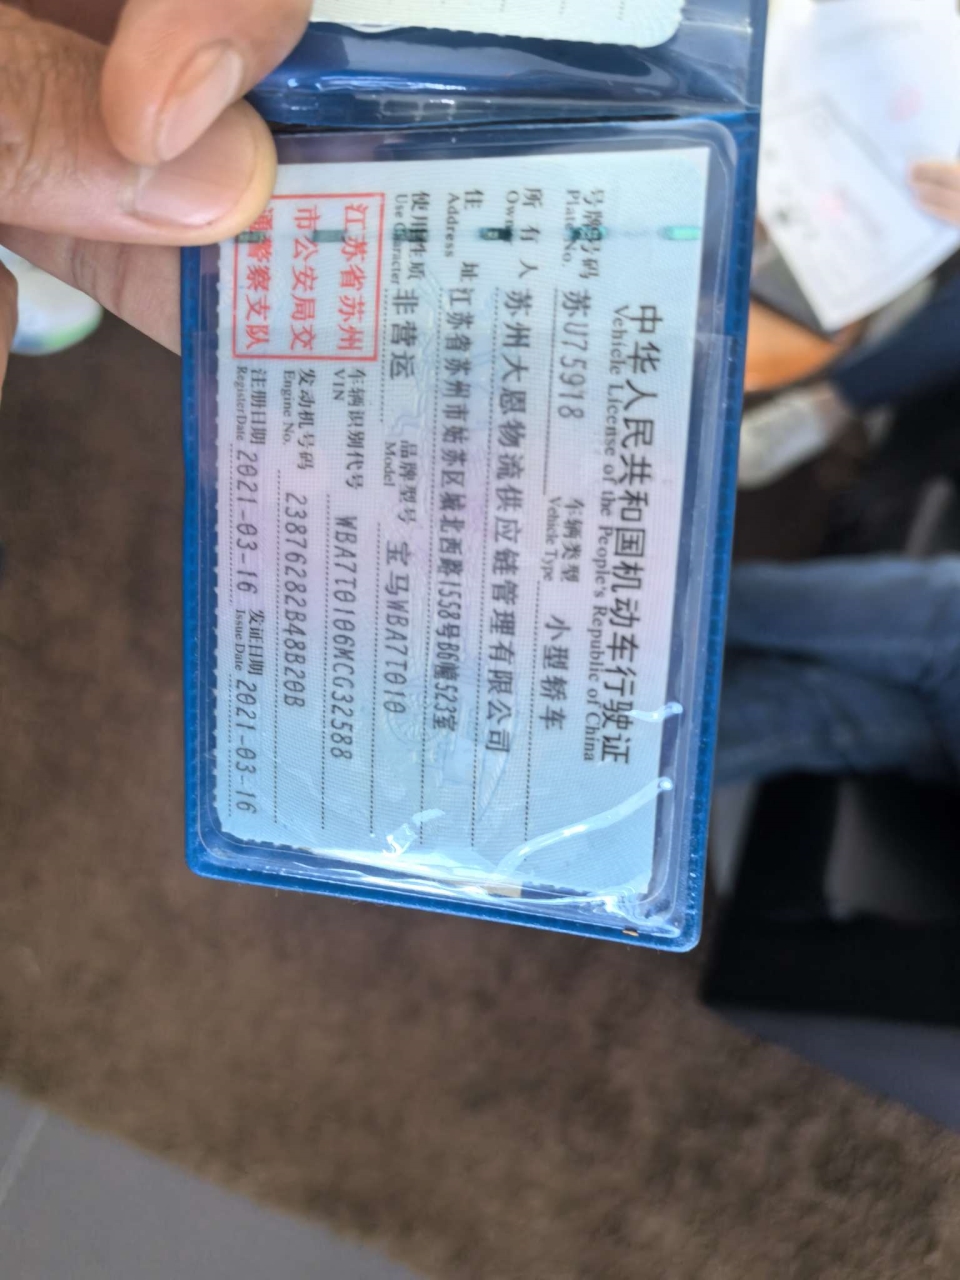 中华人民共和国机动车行驶证
Vehicle License of the People's Republic of China
号牌号码 苏U75918 车辆类型 小型轿车
Plate No. Vehicle Type
所有人 苏州大恩物流供应链管理有限公司
Owner
住址 江苏省苏州市姑苏区城北西路1558号B6幢523室
Address
使用性质 非营运 品牌型号 宝马WBA7T010
Use Character Model
江苏省苏州
市公安局交
通警察支队
车辆识别代号 WBA7T0106MCG32588
VIN
发动机号码 23876282B48B20B
Engine No.
注册日期 2021-03-16 发证日期 2021-03-16
Register Date Issue Date